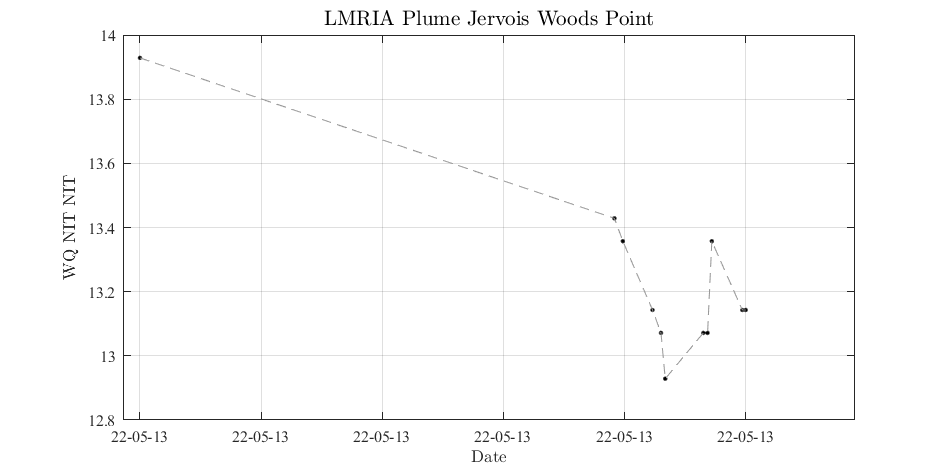 LMRIA Plume Jervois Woods Point
14
13.8
13.6
13.4
13.2
13
12.8
WQ NIT NIT
22-05-13 22-05-13 22-05-13 22-05-13 22-05-13 22-05-13
Date